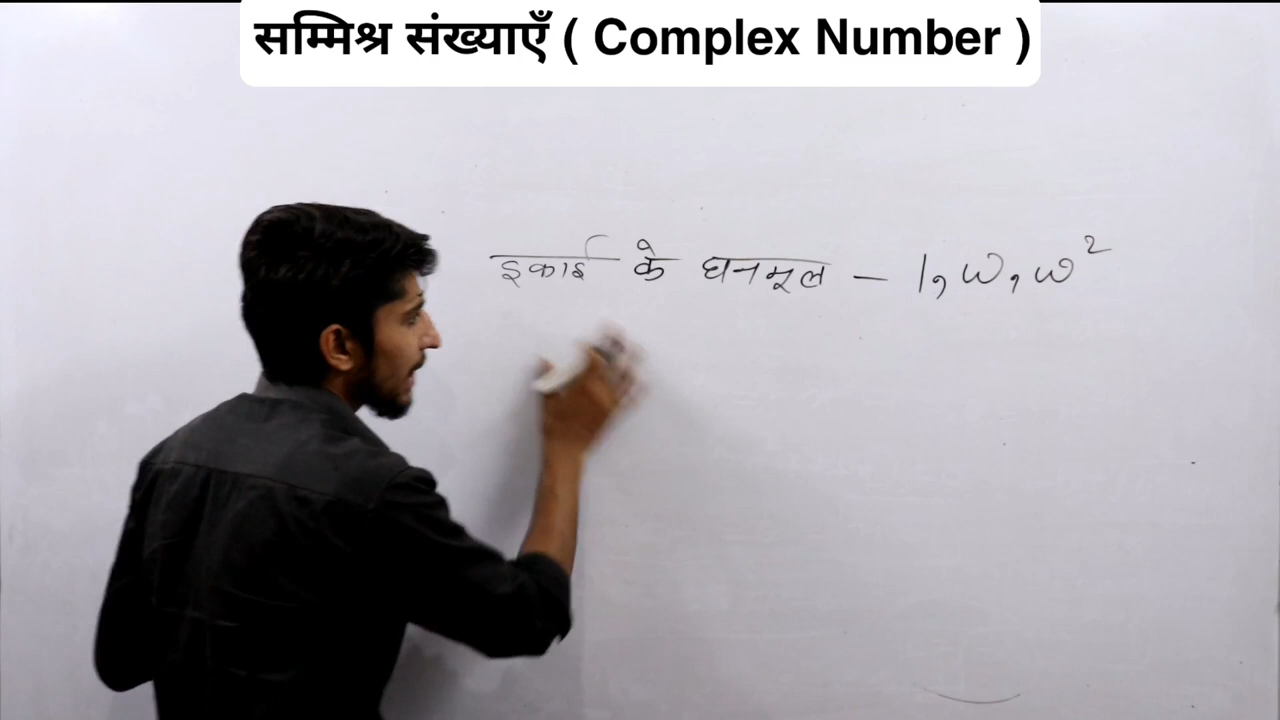 सम्मिश्र संख्याएँ ( Complex Number )
इकाई के घनमूल – 1, ω, ω²